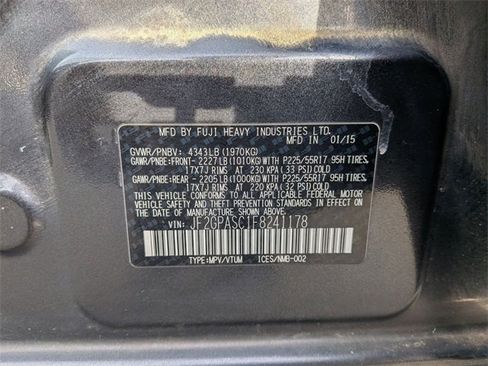 MFD BY FUJI HEAVY INDUSTRIES LTD.
MFD IN 01/15
GVWR/PNBV: 4343LB (1970KG)
GAWR/PNBE:FRONT- 2227LB (1010KG) WITH P225/55R17 95H TIRES,
17X7J RIMS AT 230 KPA (33 PSI) COLD
GAWR/PNBE:REAR - 2205LB (1000KG) WITH P225/55R17 95H TIRES,
17X7J RIMS AT 220 KPA (32 PSI) COLD
THIS VEHICLE CONFORMS TO ALL APPLICABLE
FEDERAL MOTOR VEHICLE SAFETY, BUMPER, AND THEFT
PREVENTION STANDARDS IN EFFECT ON THE DATE OF
MANUFACTURE SHOWN ABOVE.
VIN: JF2GPASC1F8241178
TYPE:MPV/VTUM ICES/NMB-002